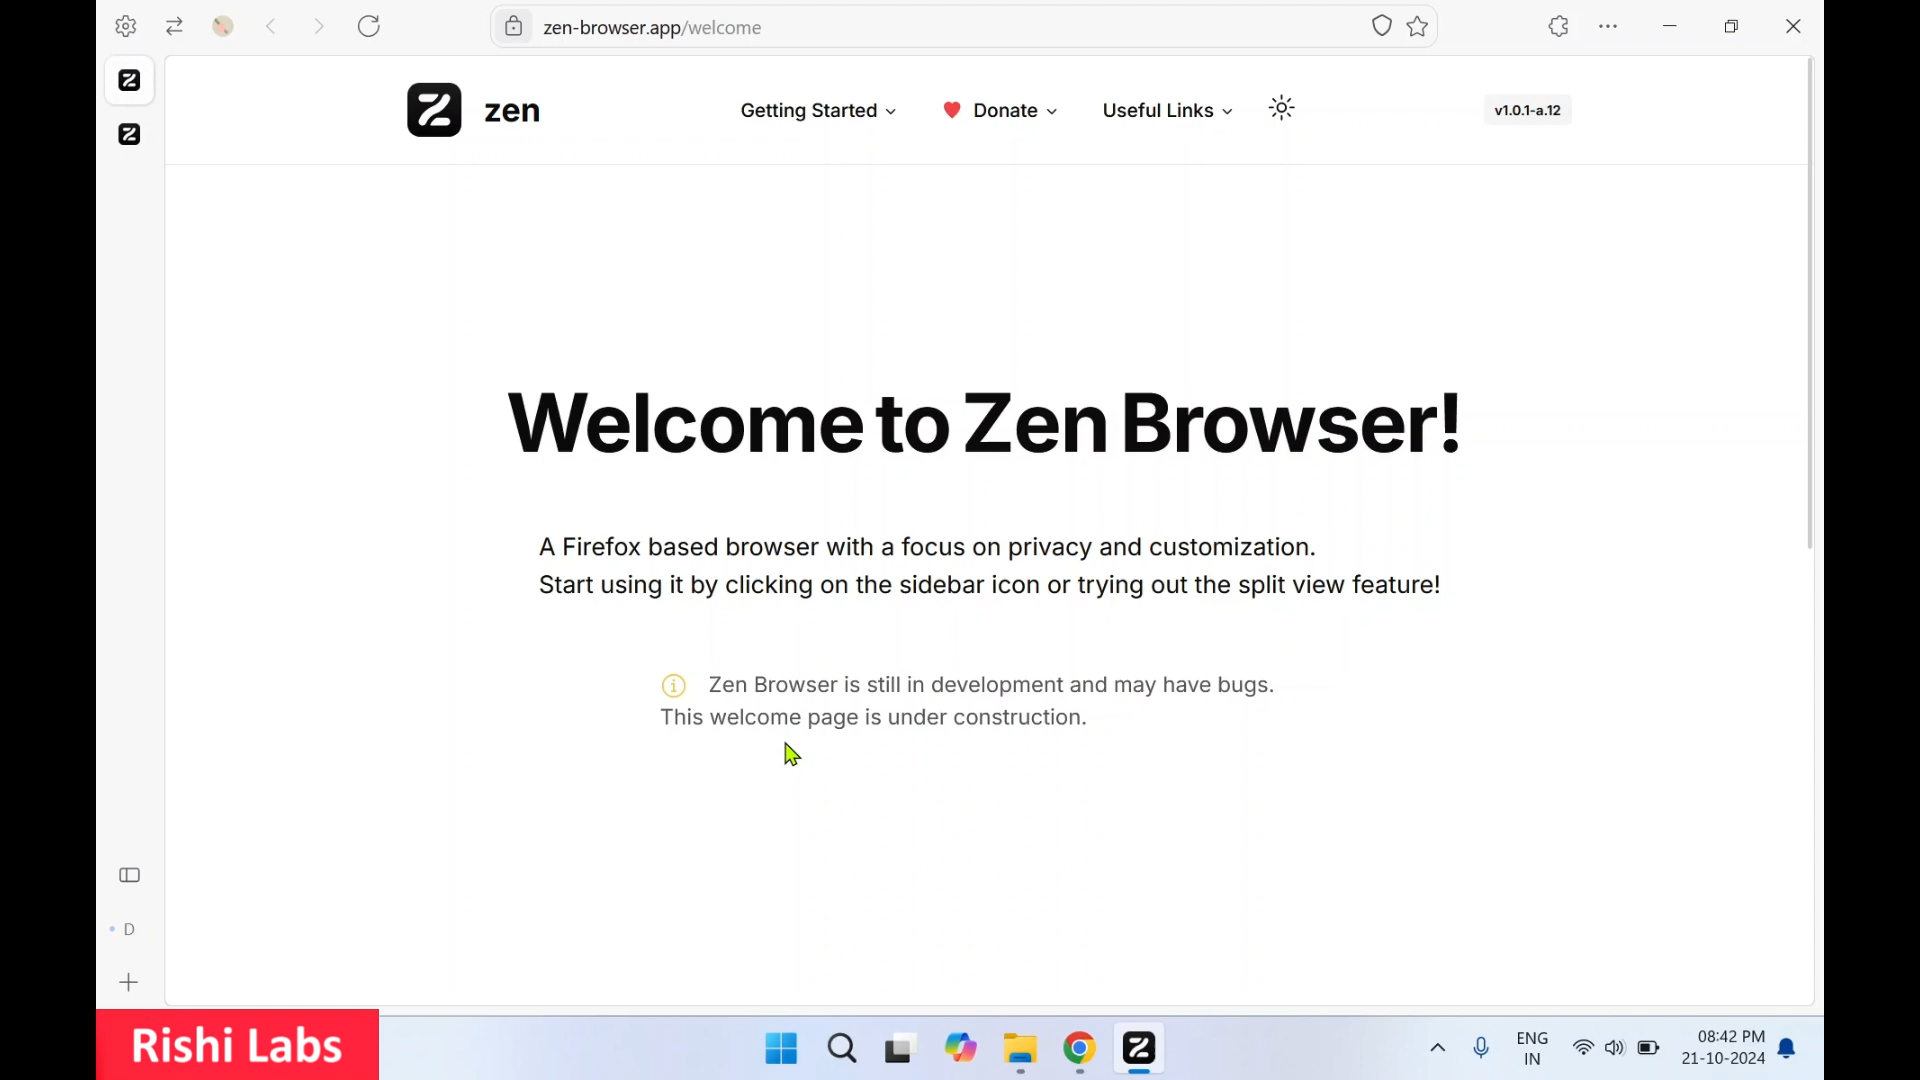 zen-browser.app/welcome
zen
Getting Started
Donate
Useful Links
v1.0.1-a.12
Welcome to Zen Browser!
A Firefox based browser with a focus on privacy and customization.
Start using it by clicking on the sidebar icon or trying out the split view feature!
Zen Browser is still in development and may have bugs.
This welcome page is under construction.
D
Rishi Labs
ENG
IN
08:42 PM
21-10-2024